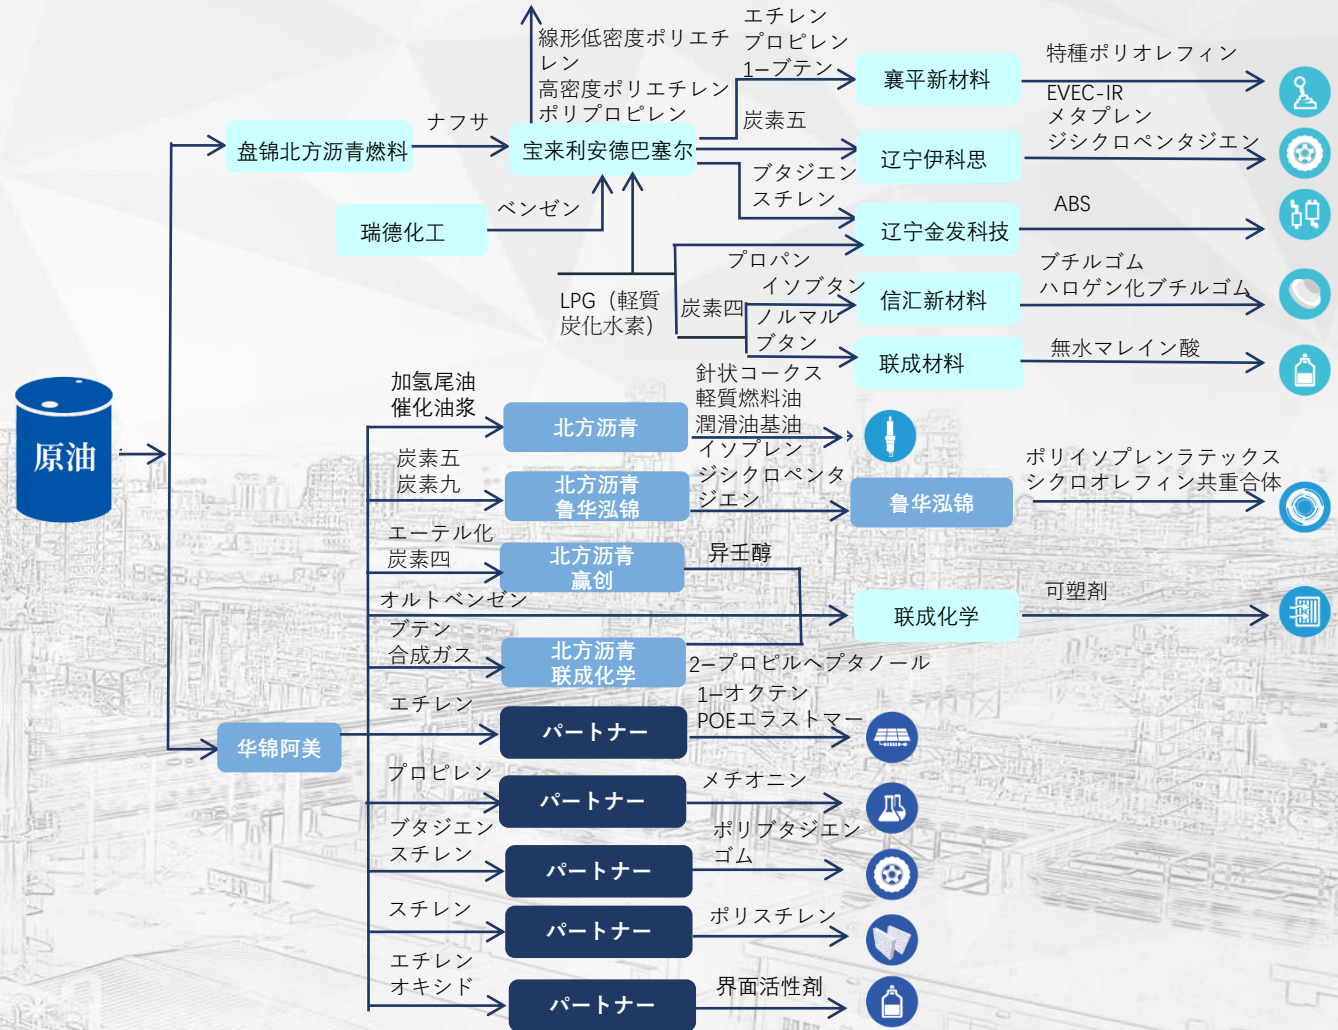 線形低密度ポリエチ
レン
高密度ポリエチレン
ポリプロピレン
エチレン
プロピレン
1−ブテン
襄平新材料
特種ポリオレフィン
盘锦北方沥青燃料
ナフサ
宝来利安德巴塞尔
炭素五
辽宁伊科思
EVEC-IR
メタプレン
ジシクロペンタジエン
瑞德化工
ベンゼン
ブタジエン
スチレン
辽宁金发科技
ABS
LPG（軽質
炭化水素）
プロパン
炭素四
イソブタン
信汇新材料
ブチルゴム
ハロゲン化ブチルゴム
ノルマル
ブタン
联成材料
無水マレイン酸
原油
加氢尾油
催化油浆
北方沥青
針状コークス
軽質燃料油
潤滑油基油
炭素五
炭素九
北方沥青
鲁华泓锦
イソプレン
ジシクロペンタ
ジエン
鲁华泓锦
ポリイソプレンラテックス
シクロオレフィン共重合体
エーテル化
炭素四
北方沥青
赢创
异壬醇
オルトベンゼン
联成化学
可塑剤
ブテン
合成ガス
北方沥青
联成化学
2−プロピルヘプタノール
华锦阿美
エチレン
パートナー
1−オクテン
POEエラストマー
プロピレン
パートナー
メチオニン
ブタジエン
スチレン
パートナー
ポリブタジエン
ゴム
スチレン
パートナー
ポリスチレン
エチレン
オキシド
パートナー
界面活性剤